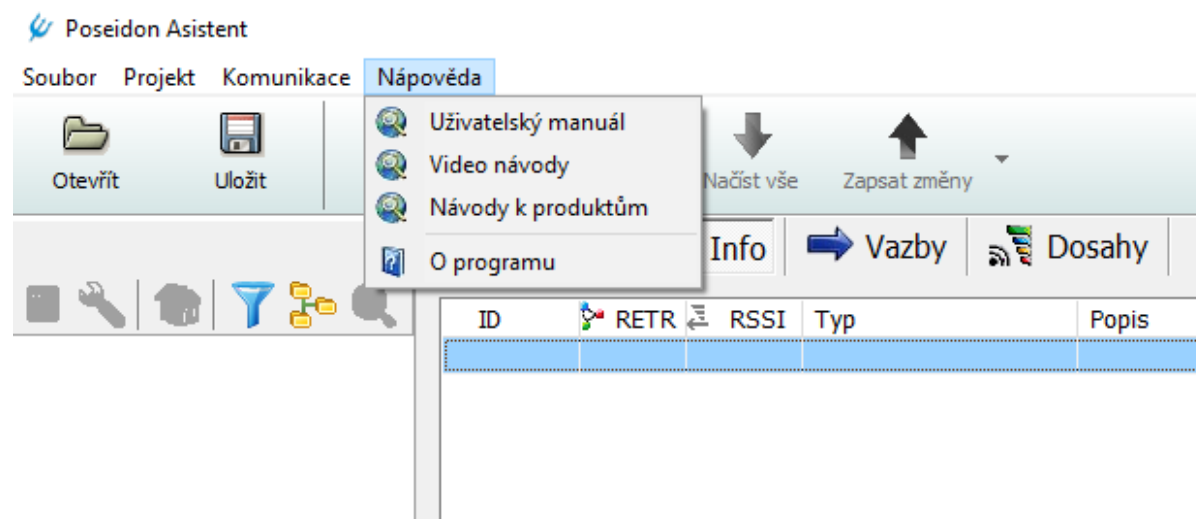 Poseidon Asistent
Soubor Projekt Komunikace Nápověda
Otevřít Uložit Načíst vše Zapsat změny
Uživatelský manuál
Video návody
Návody k produktům
O programu
Info Vazby Dosahy
ID RETR RSSI Typ Popis